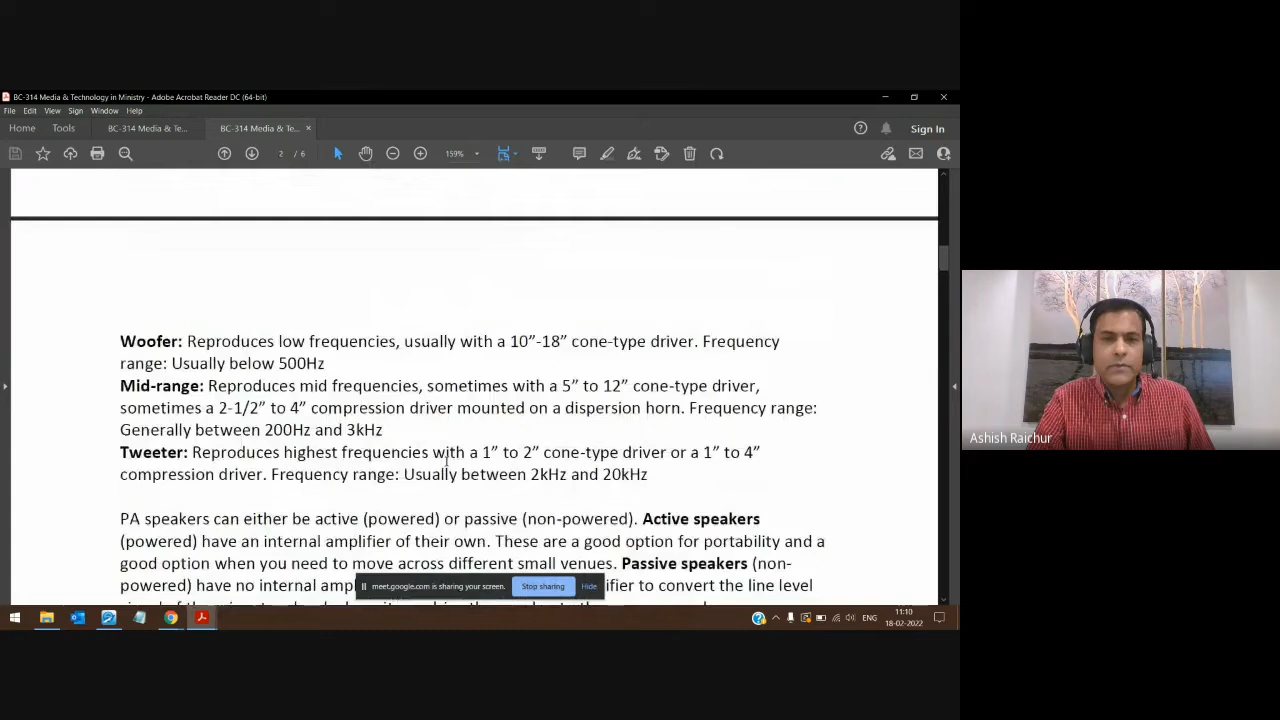 BC-314 Media & Technology in Ministry - Adobe Acrobat Reader DC (64-bit)
File Edit View Sign Window Help
Home Tools BC-314 Media & Te... BC-314 Media & Te... × Sign In
2 / 6 159%
Woofer: Reproduces low frequencies, usually with a 10”-18” cone-type driver. Frequency
range: Usually below 500Hz
Mid-range: Reproduces mid frequencies, sometimes with a 5” to 12” cone-type driver,
sometimes a 2-1/2” to 4” compression driver mounted on a dispersion horn. Frequency range:
Generally between 200Hz and 3kHz
Tweeter: Reproduces highest frequencies with a 1” to 2” cone-type driver or a 1” to 4”
compression driver. Frequency range: Usually between 2kHz and 20kHz
PA speakers can either be active (powered) or passive (non-powered). Active speakers
(powered) have an internal amplifier of their own. These are a good option for portability and a
good option when you need to move across different small venues. Passive speakers (non-
powered) have no internal amp ifier to convert the line level
meet.google.com is sharing your screen. Stop sharing Hide
Ashish Raichur
ENG
11:10
18-02-2022